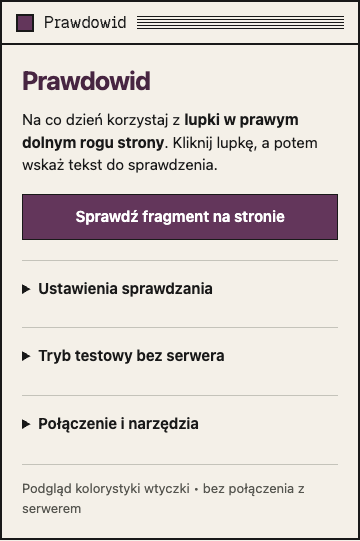 Prawdowid
Prawdowid
Na co dzień korzystaj z lupki w prawym
dolnym rogu strony. Kliknij lupkę, a potem
wskaż tekst do sprawdzenia.
Sprawdź fragment na stronie
Ustawienia sprawdzania
Tryb testowy bez serwera
Połączenie i narzędzia
Podgląd kolorystyki wtyczki • bez połączenia z
serwerem